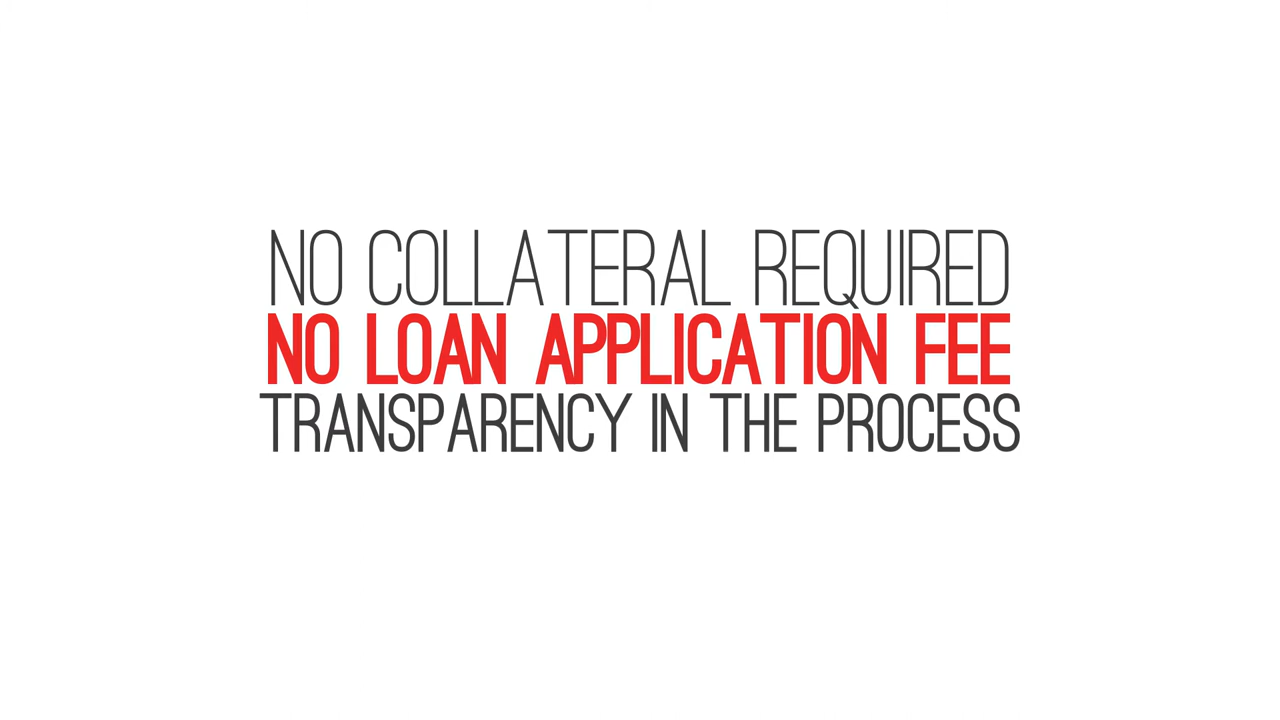 NO COLLATERAL REQUIRED
NO LOAN APPLICATION FEE
TRANSPARENCY IN THE PROCESS